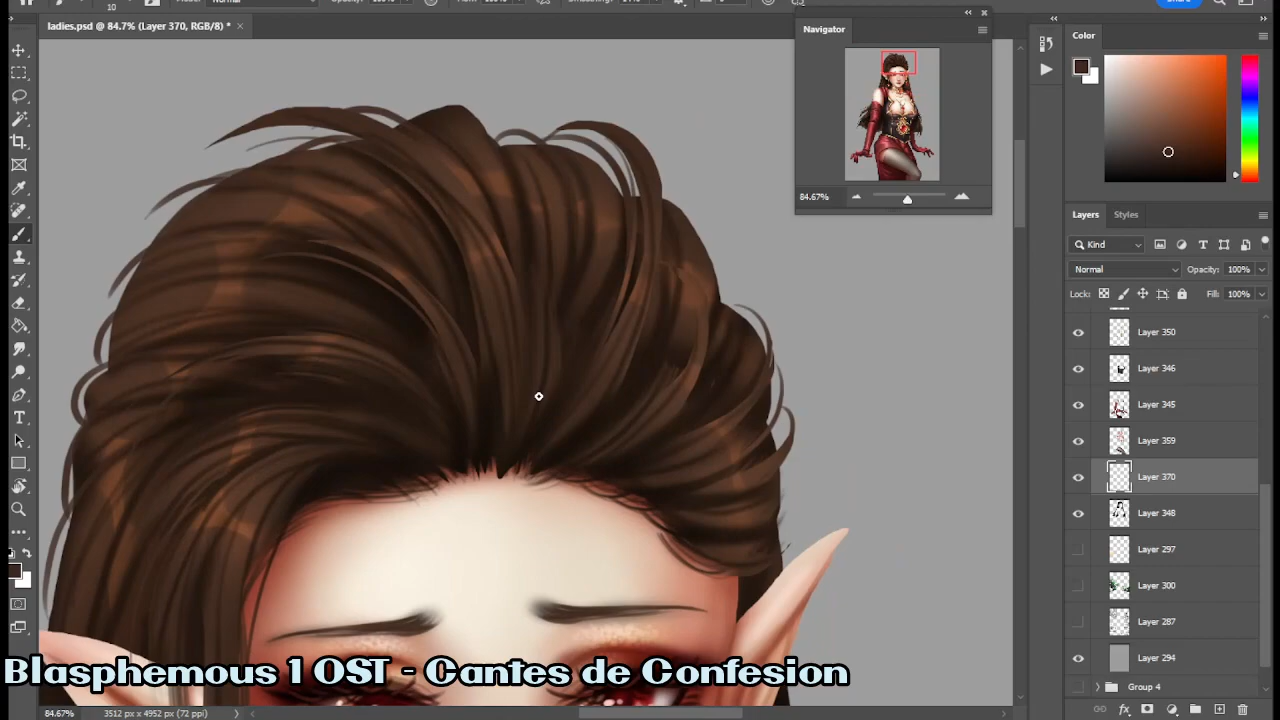 ladies.psd @ 84.7% (Layer 370, RGB/8) *
Navigator
84.67%
Color
Layers
Styles
Kind
Normal
Opacity: 100%
Lock:
Fill: 100%
Layer 350
Layer 346
Layer 345
Layer 359
Layer 370
Layer 348
Layer 297
Layer 300
Layer 287
Layer 294
Group 4
Blasphemous 1 OST - Cantes de Confesion
84.67%
3512 px x 4952 px (72 ppi)